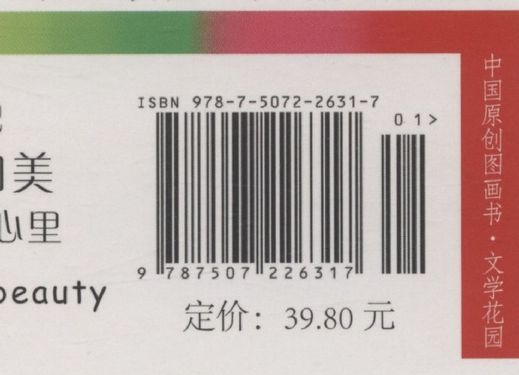 ISBN 978-7-5072-2631-7
01>
美
心里
beauty
9 787507 226317
定价：39.80 元
中国原创图画书·文学花园